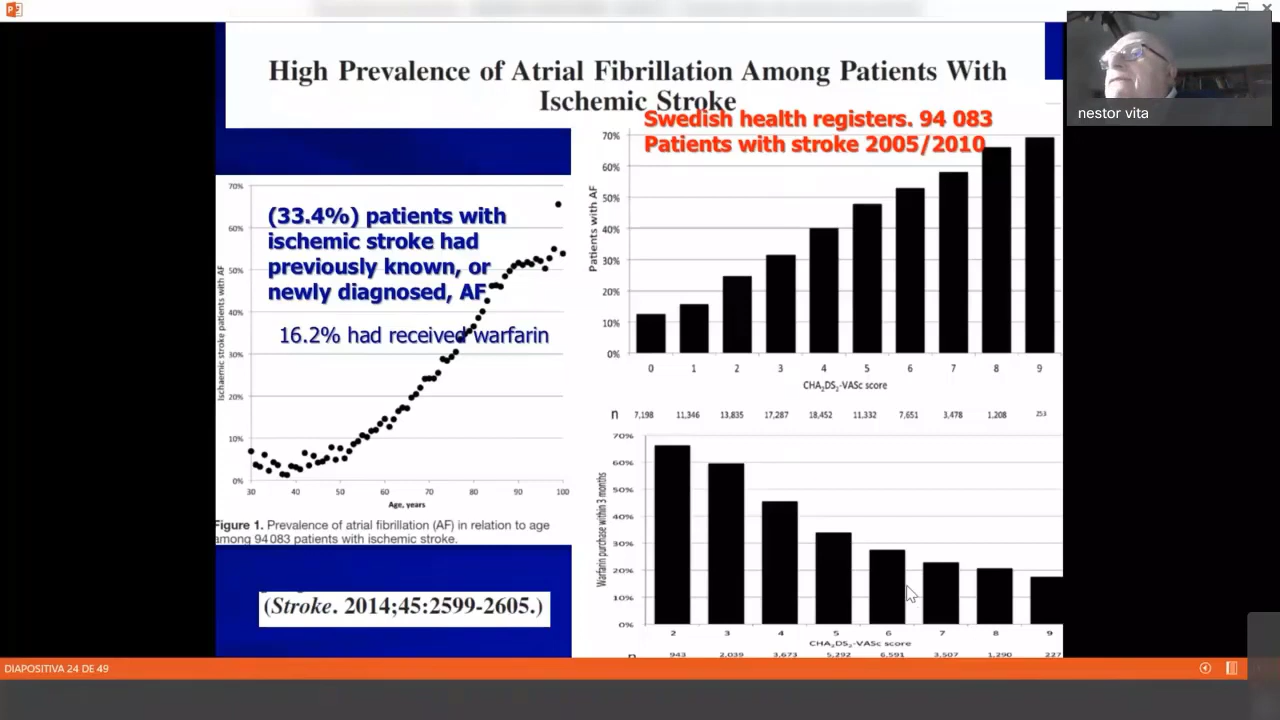 High Prevalence of Atrial Fibrillation Among Patients With
Ischemic Stroke
nestor vita
Swedish health registers. 94 083
Patients with stroke 2005/2010
(33.4%) patients with
ischemic stroke had
previously known, or
newly diagnosed, AF
16.2% had received warfarin
Ischaemic stroke patients with AF
70%
60%
50%
40%
30%
20%
10%
0%
30 40 50 60 70 80 90 100
Age, years
Figure 1. Prevalence of atrial fibrillation (AF) in relation to age
among 94 083 patients with ischemic stroke.
(Stroke. 2014;45:2599-2605.)
Patients with AF
70%
60%
50%
40%
30%
20%
10%
0%
0 1 2 3 4 5 6 7 8 9
CHA₂DS₂-VASc score
n 7,198 11,346 13,835 17,287 18,452 11,332 7,651 3,478 1,208 253
Warfarin purchase within 3 months
70%
60%
50%
40%
30%
20%
10%
0%
2 3 4 5 6 7 8 9
CHA₂DS₂-VASc score
n 943 2,039 3,673 5,292 6,591 3,507 1,290 227
DIAPOSITIVA 24 DE 49